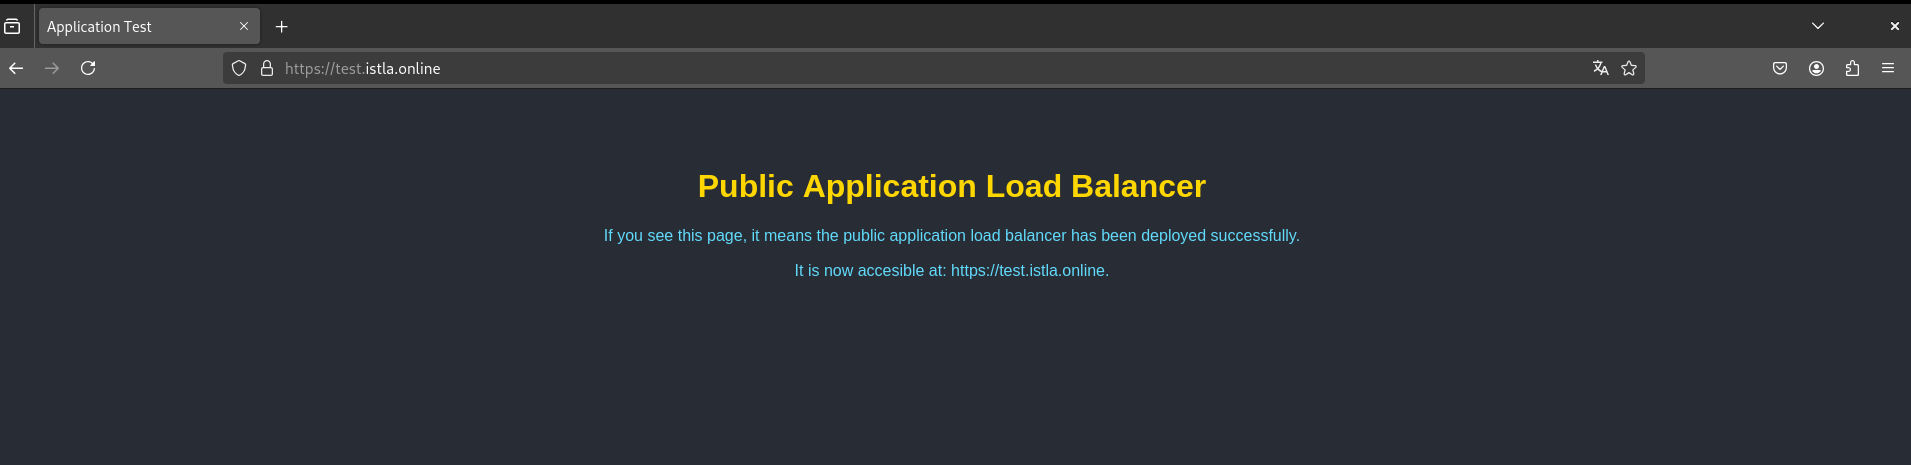 Application Test
https://test.istla.online
Public Application Load Balancer
If you see this page, it means the public application load balancer has been deployed successfully.
It is now accesible at: https://test.istla.online.